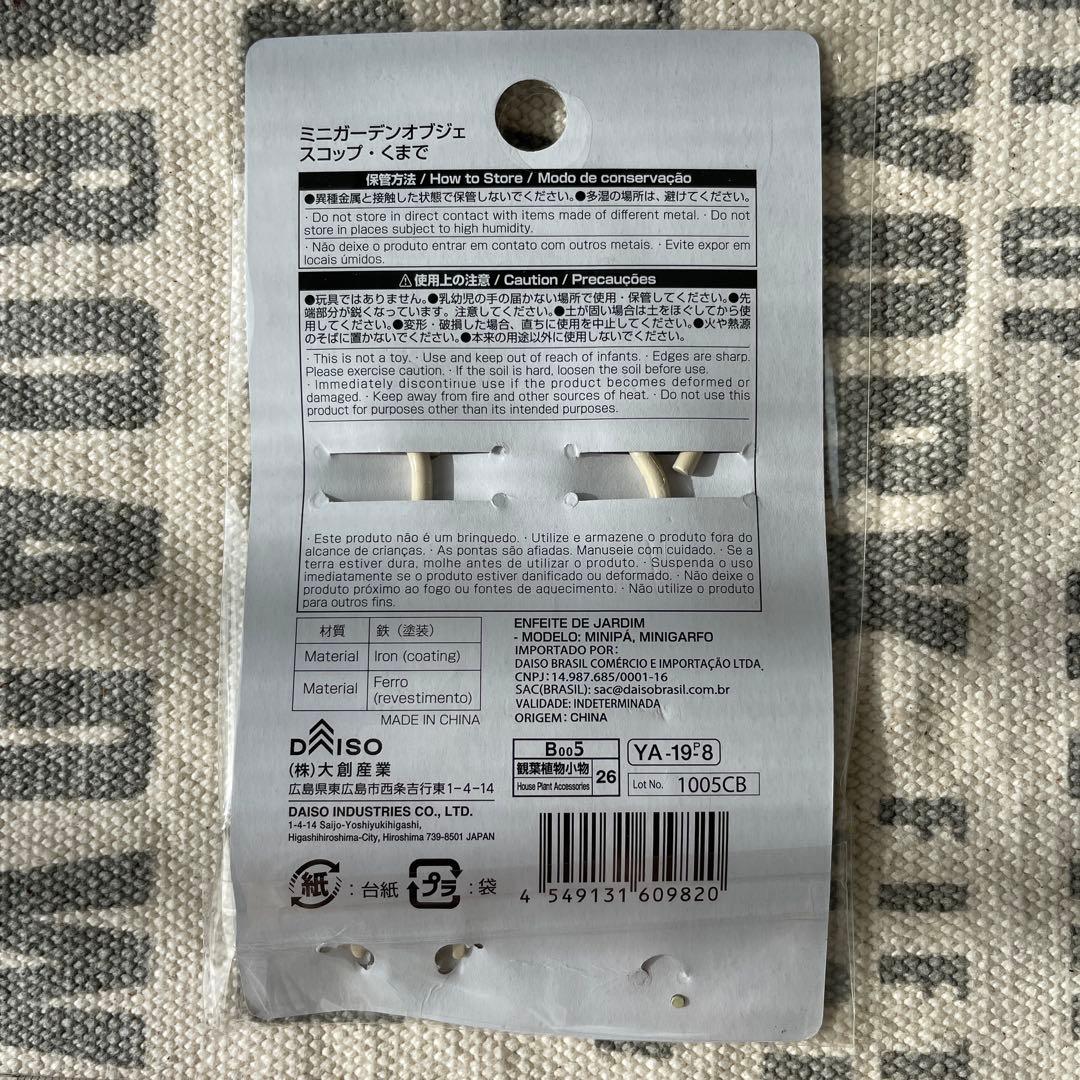 ミニガーデンオブジェ
スコップ・くまで
保管方法 / How to Store / Modo de conservação
●異種金属と接触した状態で保管しないでください。●多湿の場所は、避けてください。
· Do not store in direct contact with items made of different metal. · Do not
store in places subject to high humidity.
· Não deixe o produto entrar em contato com outros metais. · Evite expor em
locais úmidos.
⚠使用上の注意 / Caution / Precauções
●玩具ではありません。●乳幼児の手の届かない場所で使用・保管してください。●先
端部分が鋭くなっています。注意してください。●土が固い場合は土をほぐしてから使
用してください。●変形・破損した場合、直ちに使用を中止してください。●火や熱源
のそばに置かないでください。●本来の用途以外に使用しないでください。
· This is not a toy. · Use and keep out of reach of infants. · Edges are sharp.
Please exercise caution. · If the soil is hard, loosen the soil before use.
· Immediately discontinue use if the product becomes deformed or
damaged. · Keep away from fire and other sources of heat. · Do not use this
product for purposes other than its intended purposes.
· Este produto não é um brinquedo. · Utilize e armazene o produto fora do
alcance de crianças. · As pontas são afiadas. Manuseie com cuidado. · Se a
terra estiver dura, molhe antes de utilizar o produto. · Suspenda o uso
imediatamente se o produto estiver danificado ou deformado. · Não deixe o
produto próximo ao fogo ou fontes de aquecimento. · Não utilize o produto
para outros fins.
材質 鉄（塗装）
Material Iron (coating)
Material Ferro
(revestimento)
MADE IN CHINA
ENFEITE DE JARDIM
- MODELO: MINIPÁ, MINIGARFO
IMPORTADO POR:
DAISO BRASIL COMÉRCIO E IMPORTAÇÃO LTDA.
CNPJ: 14.987.685/0001-16
SAC(BRASIL): sac@daisobrasil.com.br
VALIDADE: INDETERMINADA
ORIGEM: CHINA
DAISO
(株)大創産業
広島県東広島市西条吉行東1-4-14
DAISO INDUSTRIES CO., LTD.
1-4-14 Saijo-Yoshiyukihigashi,
Higashihiroshima-City, Hiroshima 739-8501 JAPAN
B005
観葉植物小物 26
House Plant Accessories
YA-19-P-8
Lot No. 1005CB
紙 : 台紙 プラ : 袋
4 549131 609820